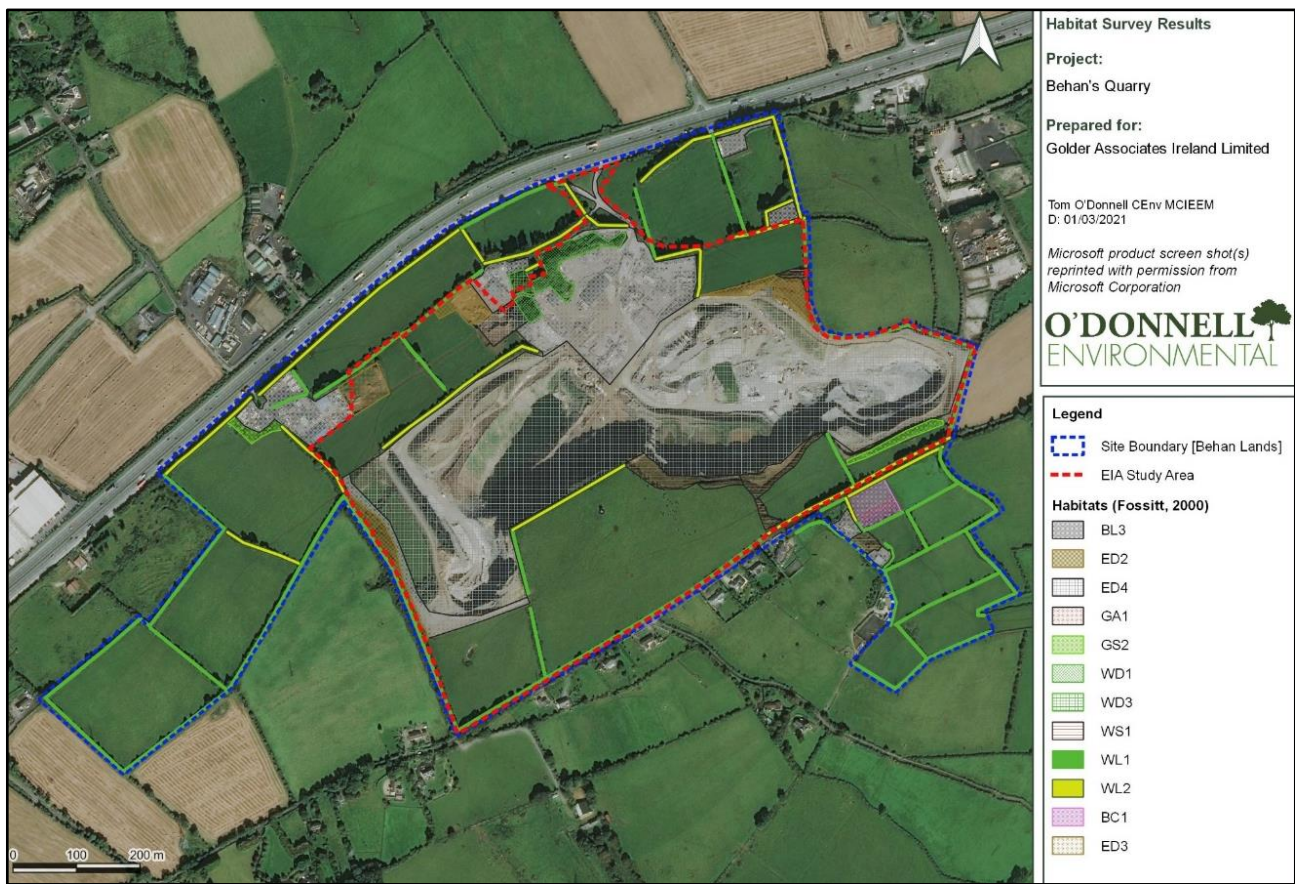 Habitat Survey Results
Project:
Behan's Quarry
Prepared for:
Golder Associates Ireland Limited
Tom O'Donnell CEnv MCIEEM
D: 01/03/2021
Microsoft product screen shot(s)
reprinted with permission from
Microsoft Corporation
O'DONNELL
ENVIRONMENTAL
Legend
Site Boundary [Behan Lands]
EIA Study Area
Habitats (Fossitt, 2000)
BL3
ED2
ED4
GA1
GS2
WD1
WD3
WS1
WL1
WL2
BC1
ED3
0 100 200 m